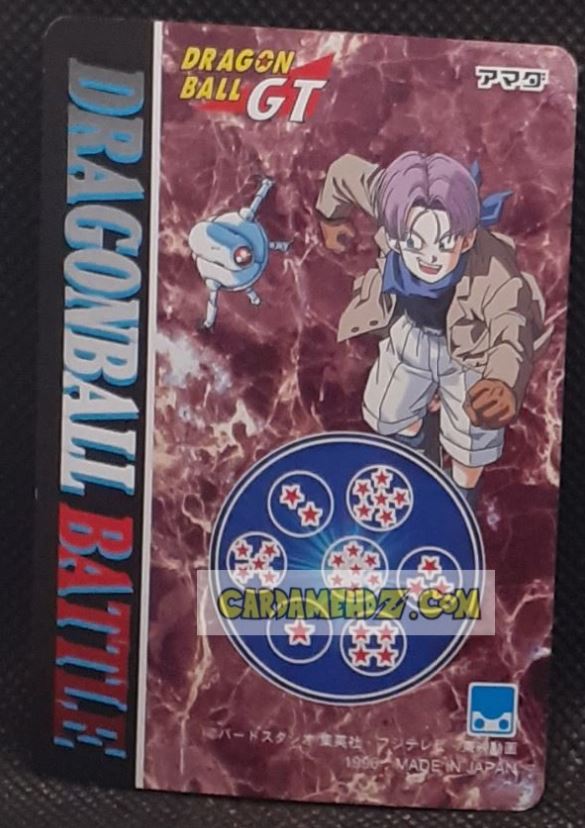 DRAGON
BALL GT
アマダ
DRAGONBALL BATTLE
CARDAMEHDZ.COM
©バードスタジオ 集英社・フジテレビ・東映動画
1996 MADE IN JAPAN